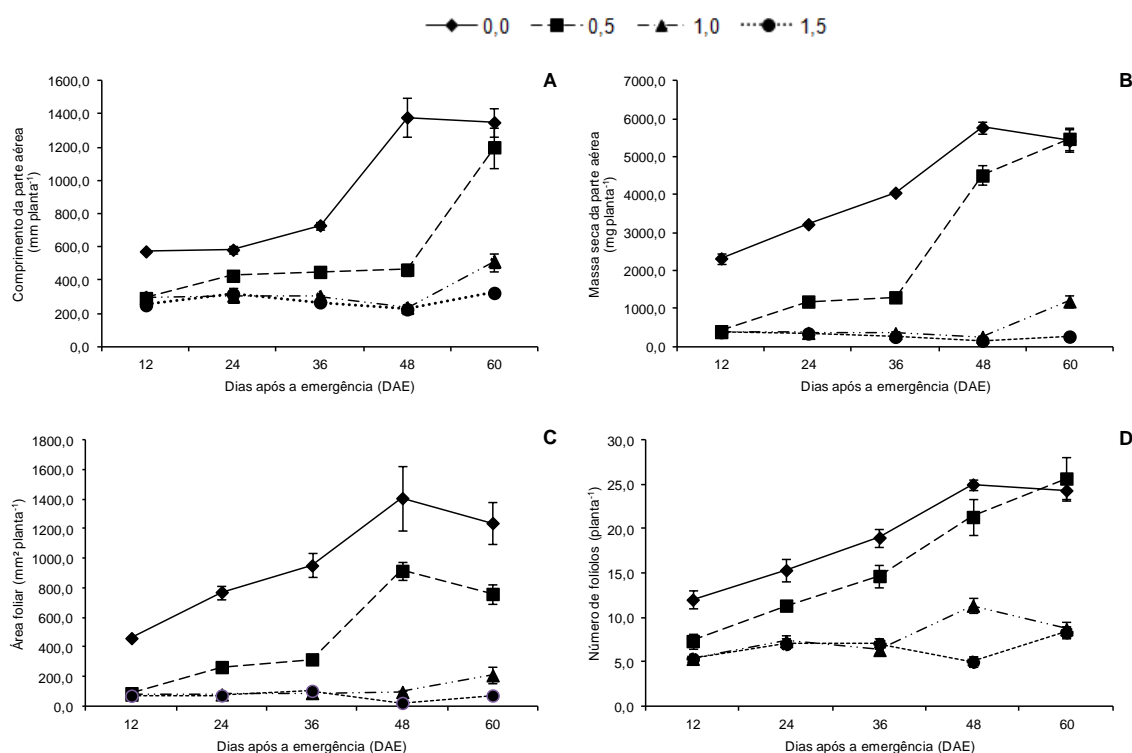 0,0 0,5 1,0 1,5
A
Comprimento da parte aérea
(mm planta⁻¹)
1600,0
1400,0
1200,0
1000,0
800,0
600,0
400,0
200,0
0,0
12 24 36 48 60
Dias após a emergência (DAE)
B
Massa seca da parte aérea
(mg planta⁻¹)
7000,0
6000,0
5000,0
4000,0
3000,0
2000,0
1000,0
0,0
12 24 36 48 60
Dias após a emergência (DAE)
C
Área foliar (mm² planta⁻¹)
1800,0
1600,0
1400,0
1200,0
1000,0
800,0
600,0
400,0
200,0
0,0
12 24 36 48 60
Dias após a emergência (DAE)
D
Número de folíolos (planta⁻¹)
30,0
25,0
20,0
15,0
10,0
5,0
0,0
12 24 36 48 60
Dias após a emergência (DAE)